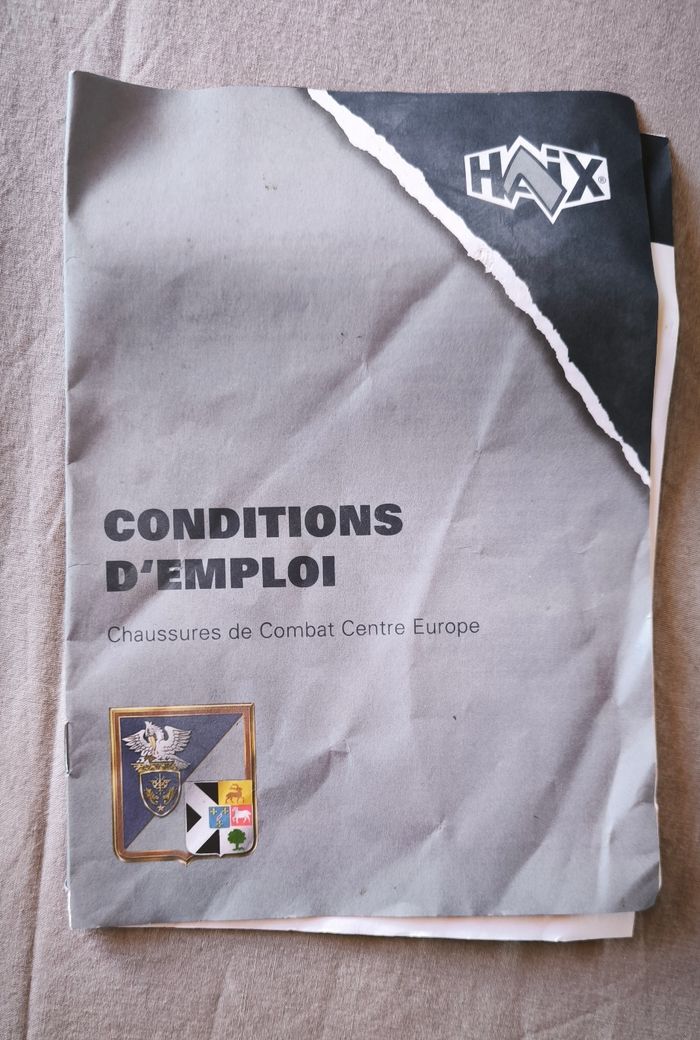 HAIX®
CONDITIONS
D'EMPLOI
Chaussures de Combat Centre Europe